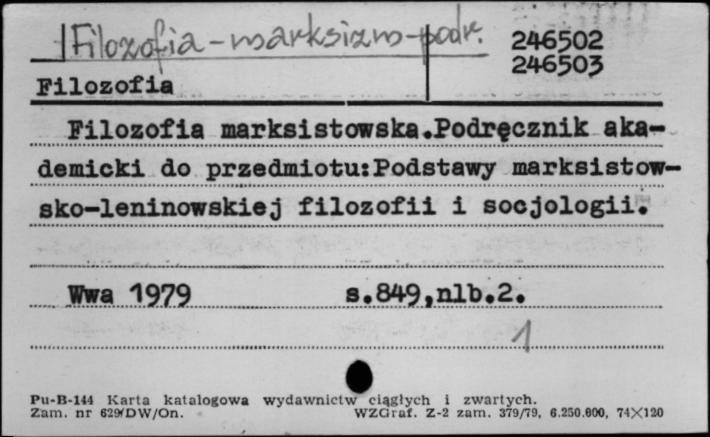 Filozofia - marksizm - podr.
246502
246503
Filozofia
Filozofia marksistowska.Podręcznik aka-
demicki do przedmiotu:Podstawy marksistow-
sko-leninowskiej filozofii i socjologii.
Wwa 1979 s.849,nlb.2.
1
Pu-B-144 Karta katalogowa wydawnictw ciągłych i zwartych.
Zam. nr 629/DW/On. WZGraf. Z-2 zam. 379/79, 6.250.000, 74×120